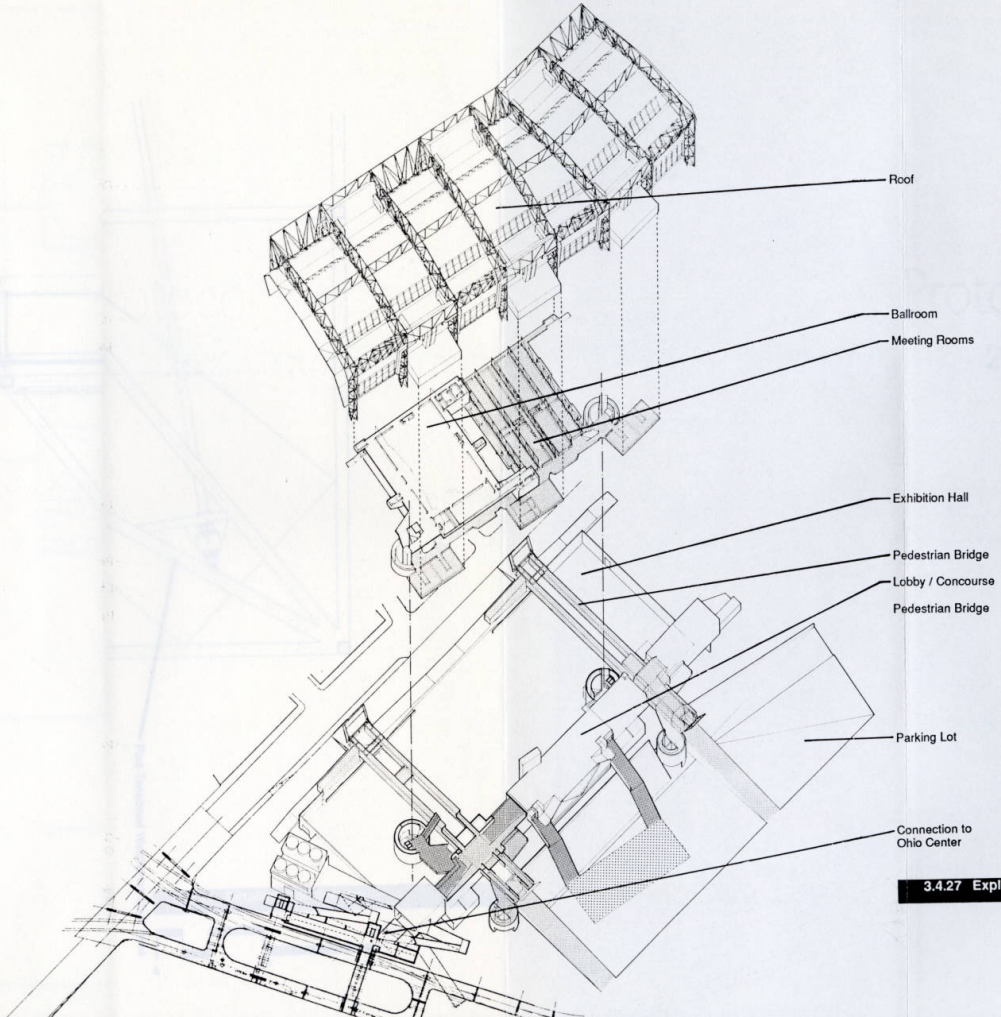 Roof
Ballroom
Meeting Rooms
Exhibition Hall
Pedestrian Bridge
Lobby / Concourse
Pedestrian Bridge
Parking Lot
Connection to
Ohio Center
3.4.27 Expl